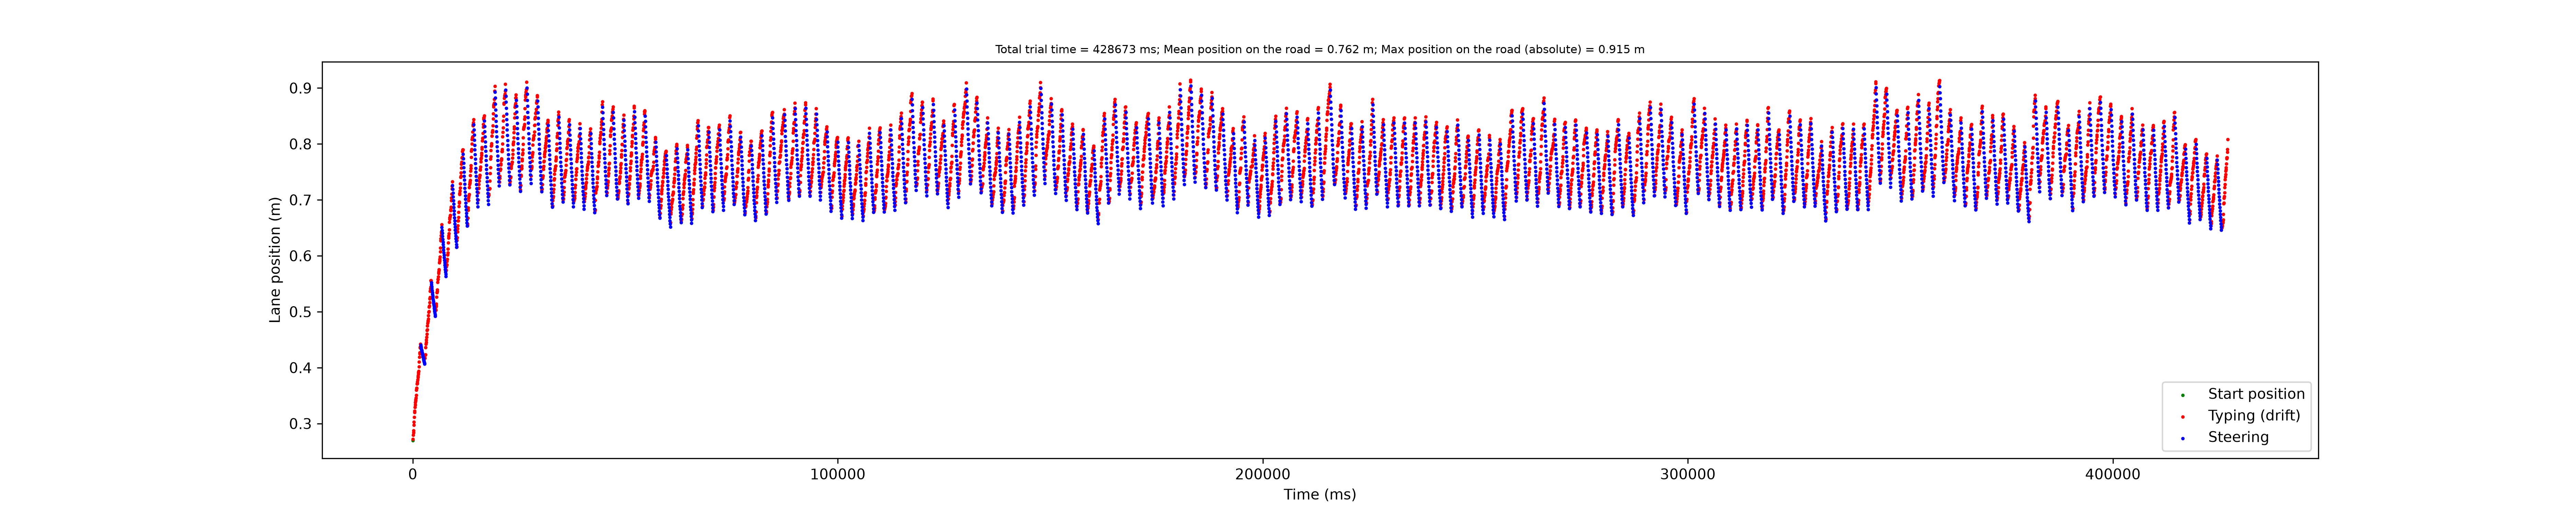 Total trial time = 428673 ms; Mean position on the road = 0.762 m; Max position on the road (absolute) = 0.915 m
Lane position (m)
0.9
0.8
0.7
0.6
0.5
0.4
0.3
Start position
Typing (drift)
Steering
0
100000
200000
300000
400000
Time (ms)